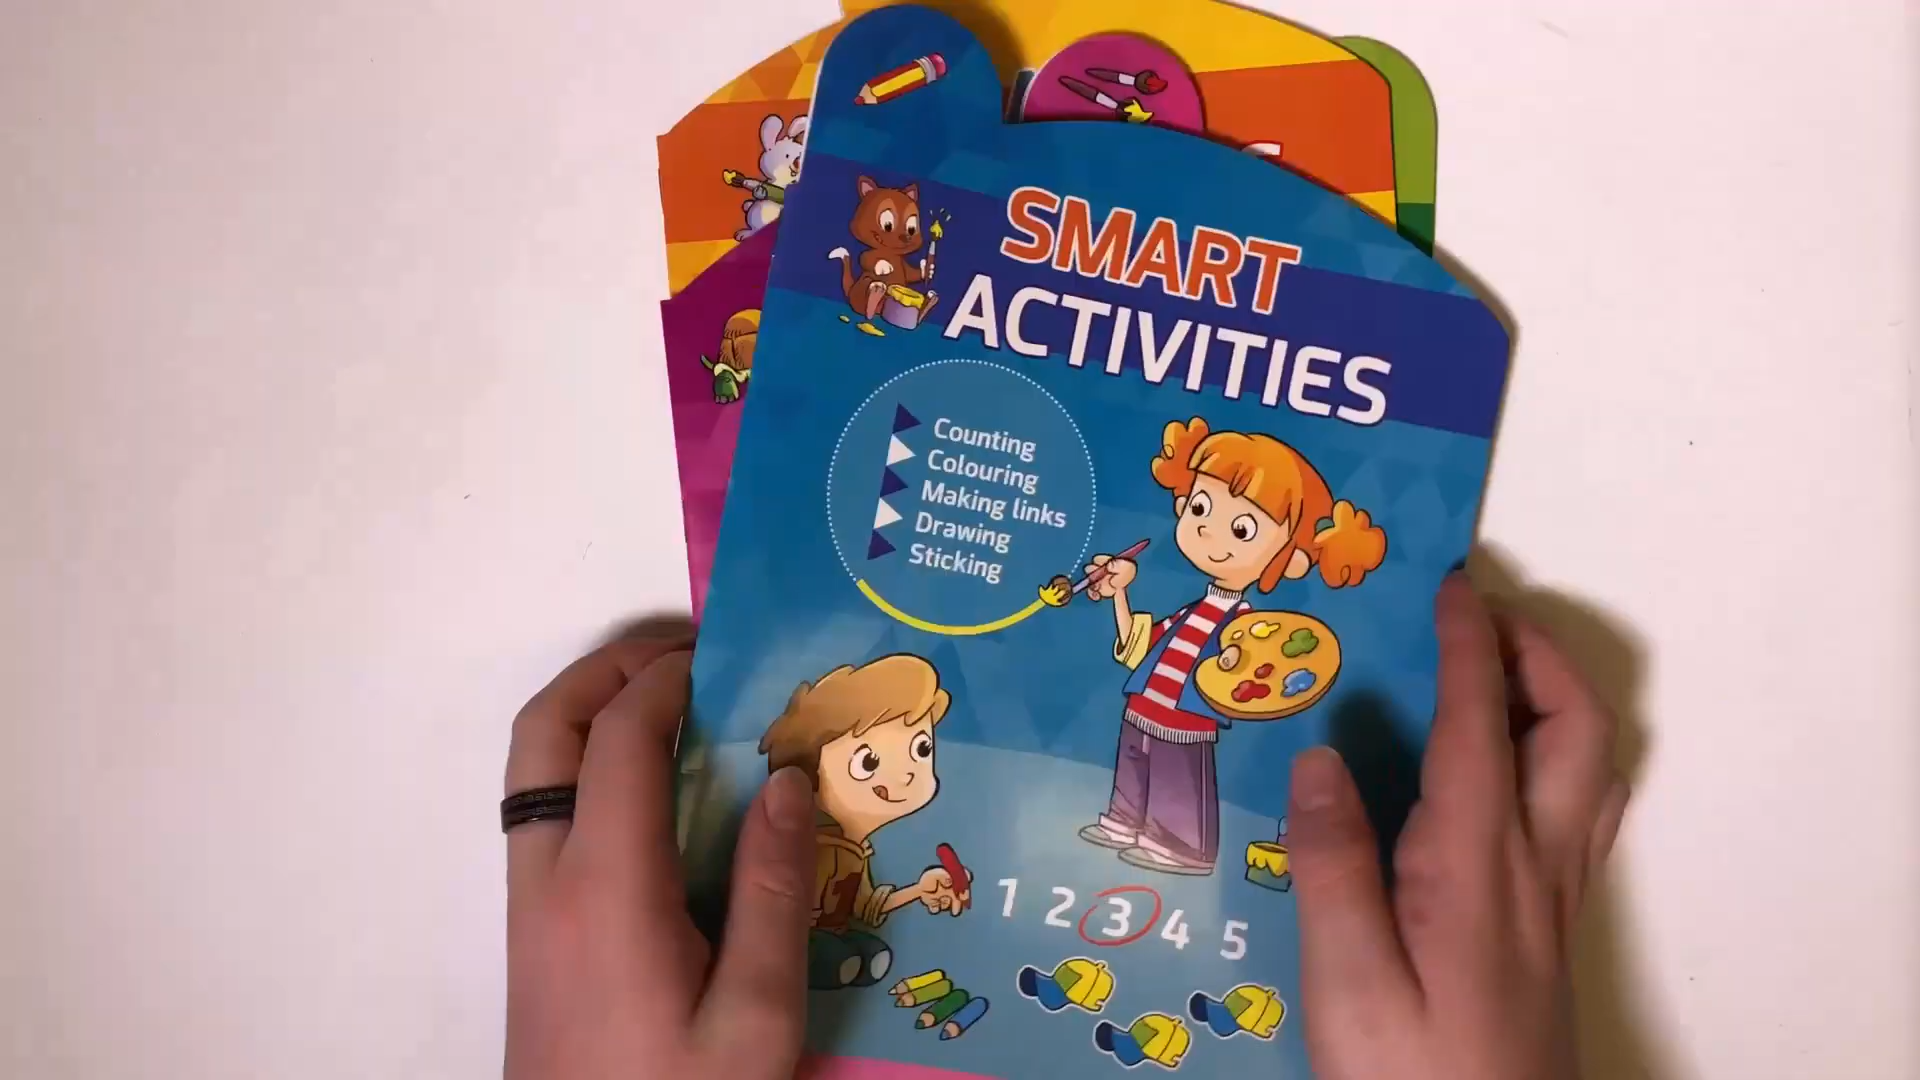 SMART
ACTIVITIES
Counting
Colouring
Making links
Drawing
Sticking
1 2 3 4 5